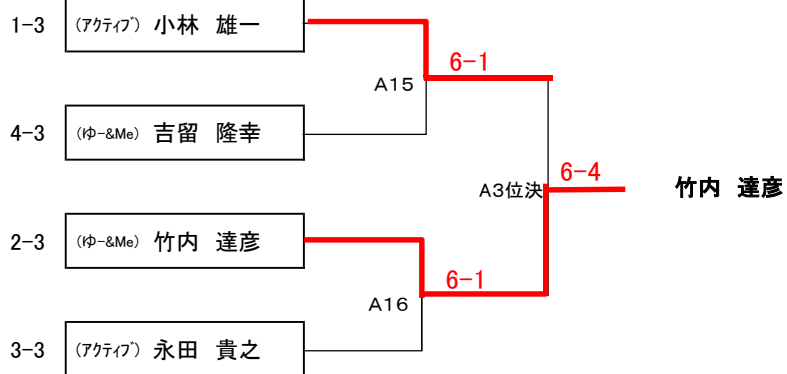 1-3 (ｱｸﾃｨﾌﾞ) 小林 雄一
6-1
A15
4-3 (ゆｰ&Me) 吉留 隆幸
6-4
A3位決
竹内 達彦
2-3 (ゆｰ&Me) 竹内 達彦
6-1
A16
3-3 (ｱｸﾃｨﾌﾞ) 永田 貴之